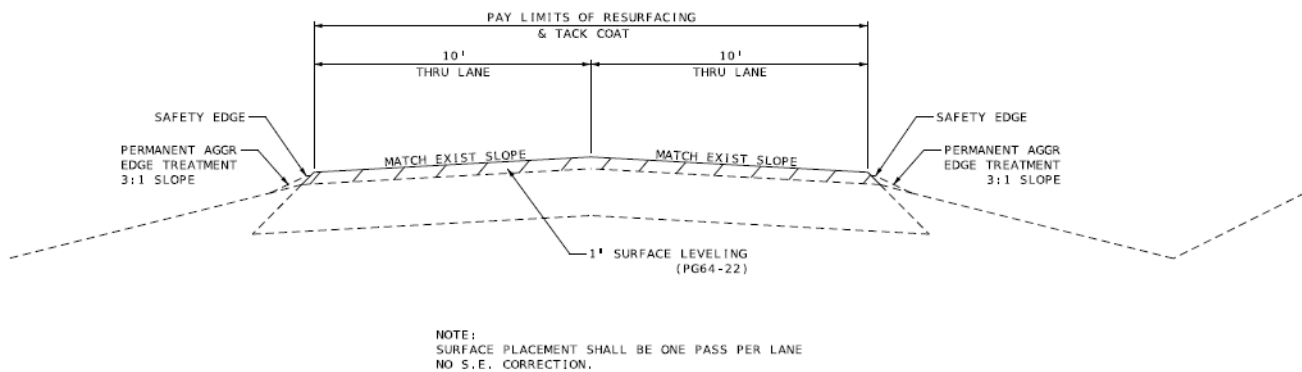 PAY LIMITS OF RESURFACING
& TACK COAT
10'
THRU LANE
10'
THRU LANE
SAFETY EDGE
SAFETY EDGE
PERMANENT AGGR
EDGE TREATMENT
3:1 SLOPE
MATCH EXIST SLOPE
MATCH EXIST SLOPE
PERMANENT AGGR
EDGE TREATMENT
3:1 SLOPE
1' SURFACE LEVELING
(PG64-22)
NOTE:
SURFACE PLACEMENT SHALL BE ONE PASS PER LANE
NO S.E. CORRECTION.